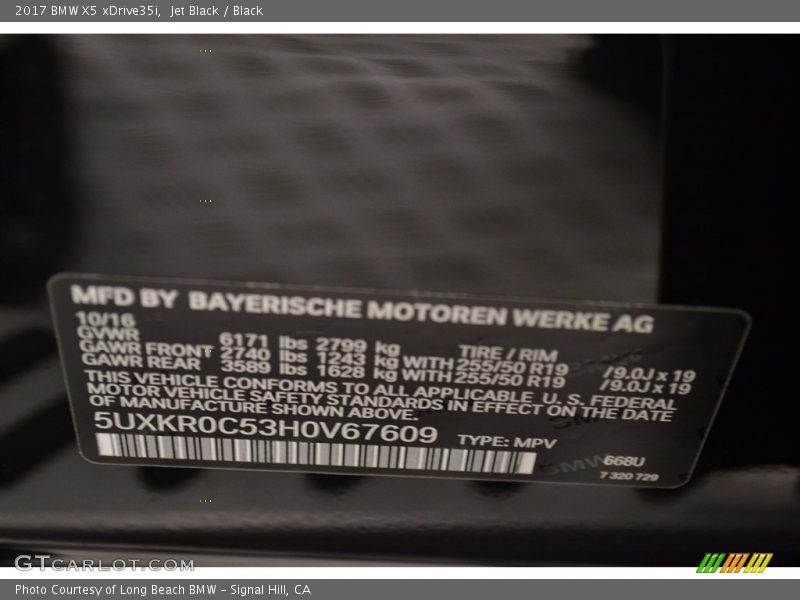 2017 BMW X5 xDrive35i, Jet Black / Black
MFD BY BAYERISCHE MOTOREN WERKE AG
10/16
GVWR 6171 lbs 2799 kg TIRE / RIM
GAWR FRONT 2740 lbs 1243 kg WITH 255/50 R19 /9.0J x 19
GAWR REAR 3589 lbs 1628 kg WITH 255/50 R19 /9.0J x 19
THIS VEHICLE CONFORMS TO ALL APPLICABLE U. S. FEDERAL
MOTOR VEHICLE SAFETY STANDARDS IN EFFECT ON THE DATE
OF MANUFACTURE SHOWN ABOVE.
5UXKR0C53H0V67609 TYPE: MPV
668U
7 320 729
GTCARLOT.COM
Photo Courtesy of Long Beach BMW – Signal Hill, CA